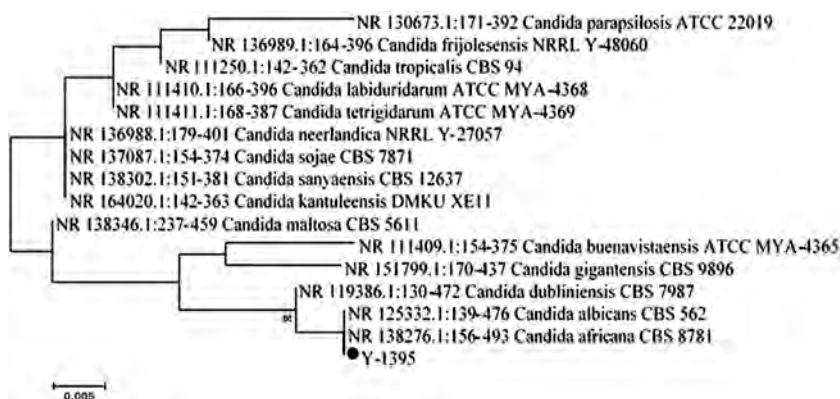 NR 130673.1:171-392 Candida parapsilosis ATCC 22019
NR 136989.1:164-396 Candida frijolesensis NRRL Y-48060
NR 111250.1:142-362 Candida tropicalis CBS 94
NR 111410.1:166-396 Candida labiduridarum ATCC MYA-4368
NR 111411.1:168-387 Candida tetrigidarum ATCC MYA-4369
NR 136988.1:179-401 Candida neerlandica NRRL Y-27057
NR 137087.1:154-374 Candida sojae CBS 7871
NR 138302.1:151-381 Candida sanyaensis CBS 12637
NR 164020.1:142-363 Candida kantuleensis DMKU XE11
NR 138346.1:237-459 Candida maltosa CBS 5611
NR 111409.1:154-375 Candida buenavistaensis ATCC MYA-4365
NR 151799.1:170-437 Candida gigantensis CBS 9896
NR 119386.1:130-472 Candida dubliniensis CBS 7987
NR 125332.1:139-476 Candida albicans CBS 562
NR 138276.1:156-493 Candida africana CBS 8781
Y-1395
0.005